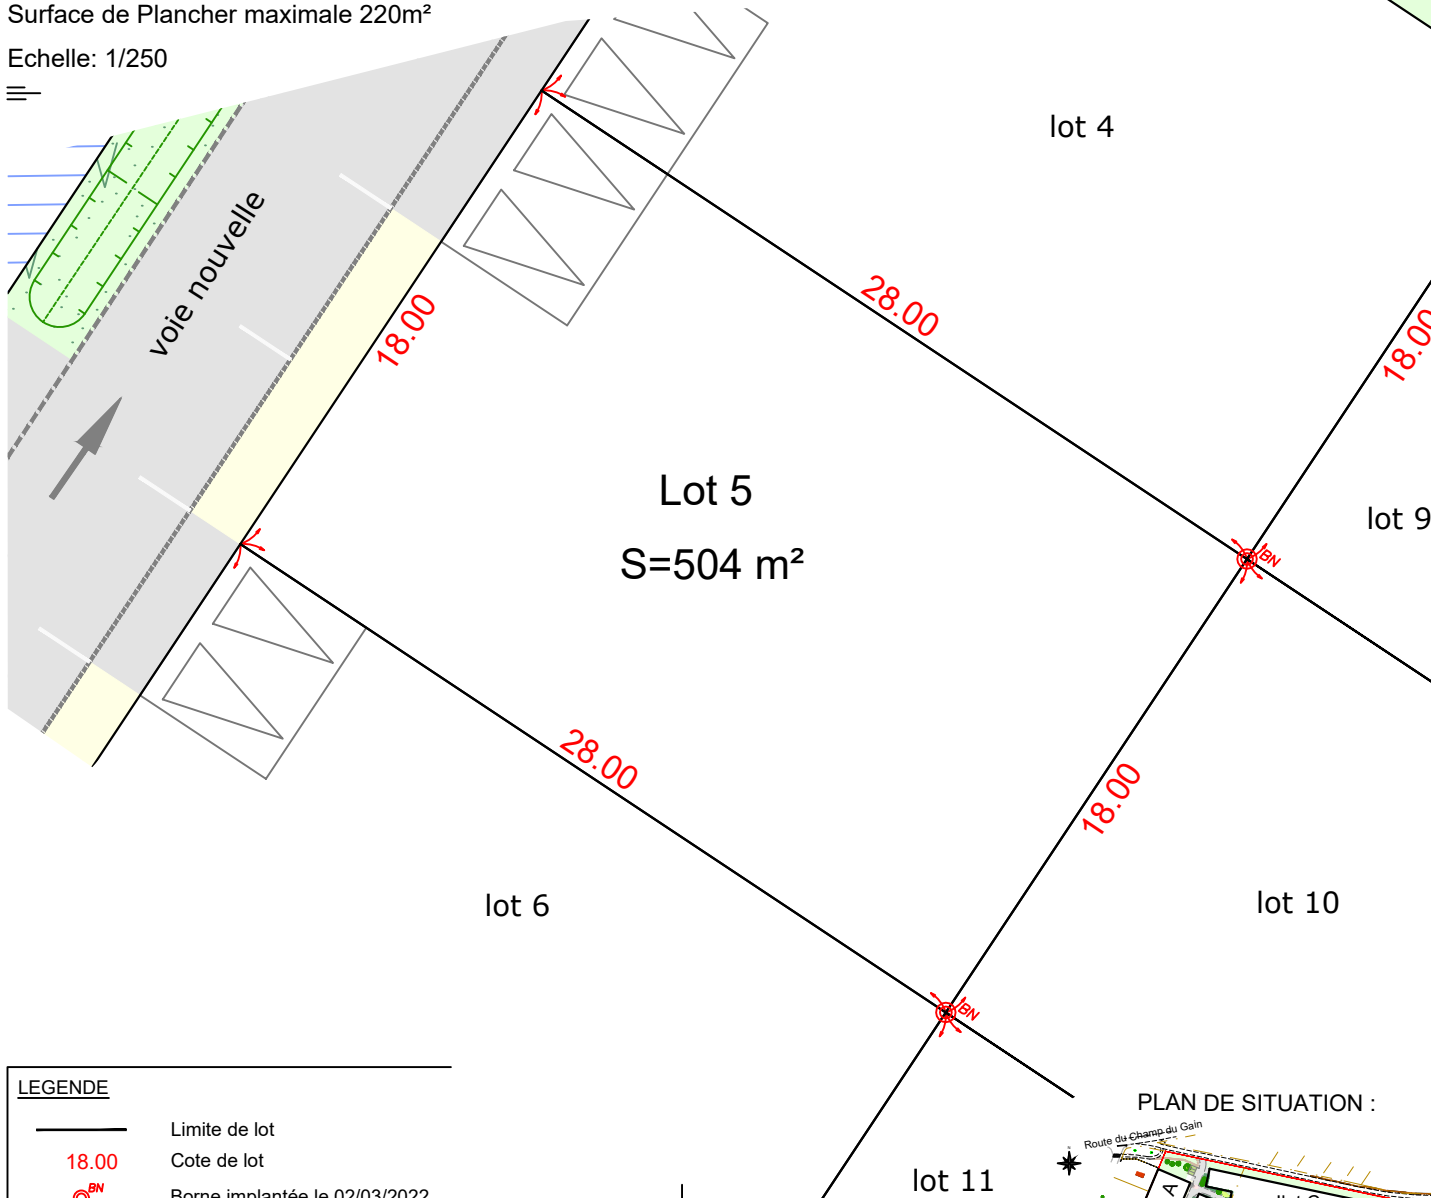 Surface de Plancher maximale 220m²
Echelle: 1/250
lot 4
voie nouvelle
18.00
28.00
18.00
Lot 5
S=504 m²
lot 9
BN
28.00
18.00
lot 6
lot 10
BN
LEGENDE
Limite de lot
18.00 Cote de lot
BN Borne implantée le 02/03/2022
PLAN DE SITUATION :
Route du Champ du Gain
lot 11
A